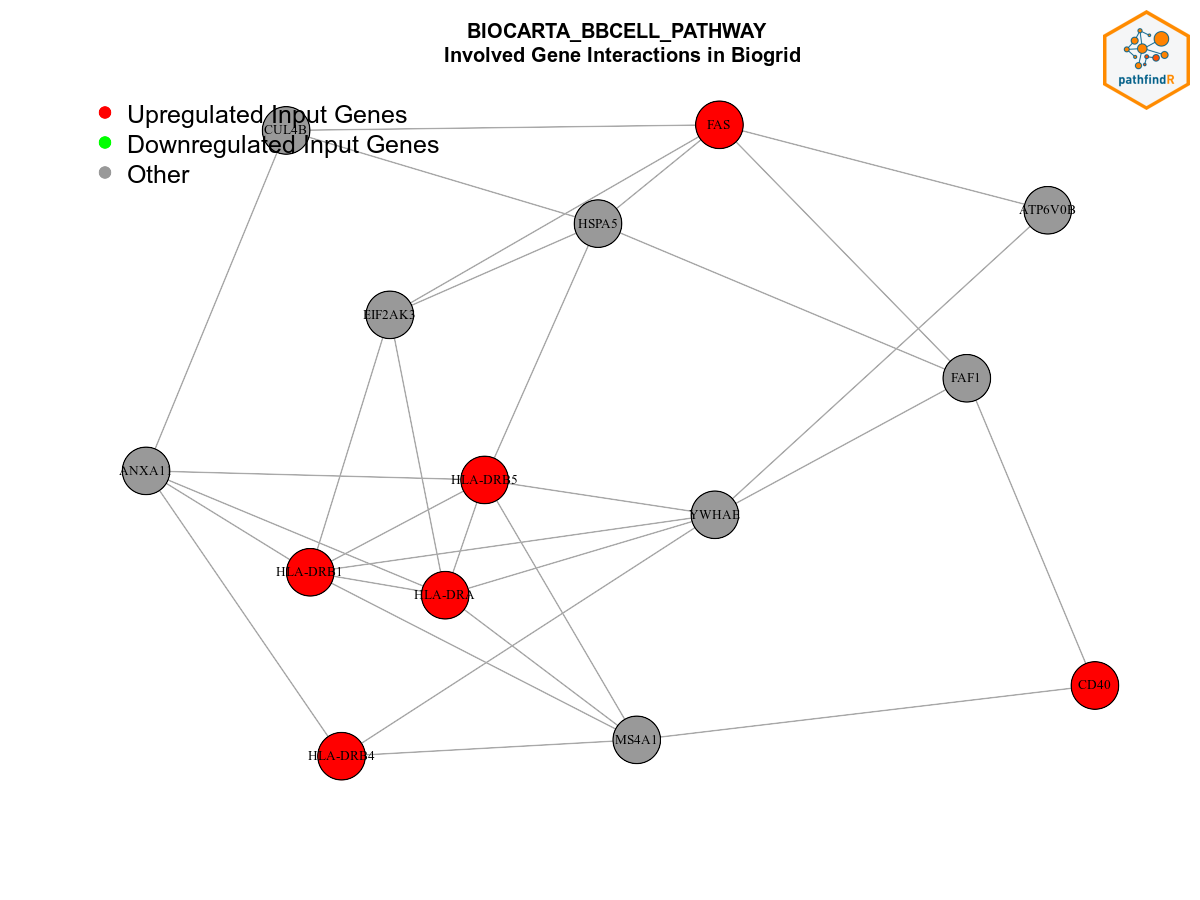 BIOCARTA_BBCELL_PATHWAY
Involved Gene Interactions in Biogrid
pathfindR
Upregulated Input Genes
Downregulated Input Genes
Other
CUL4B
FAS
ATP6V0B
HSPA5
EIF2AK3
FAF1
ANXA1
HLA-DRB5
YWHAE
HLA-DRB1
HLA-DRA
CD40
MS4A1
HLA-DRB4